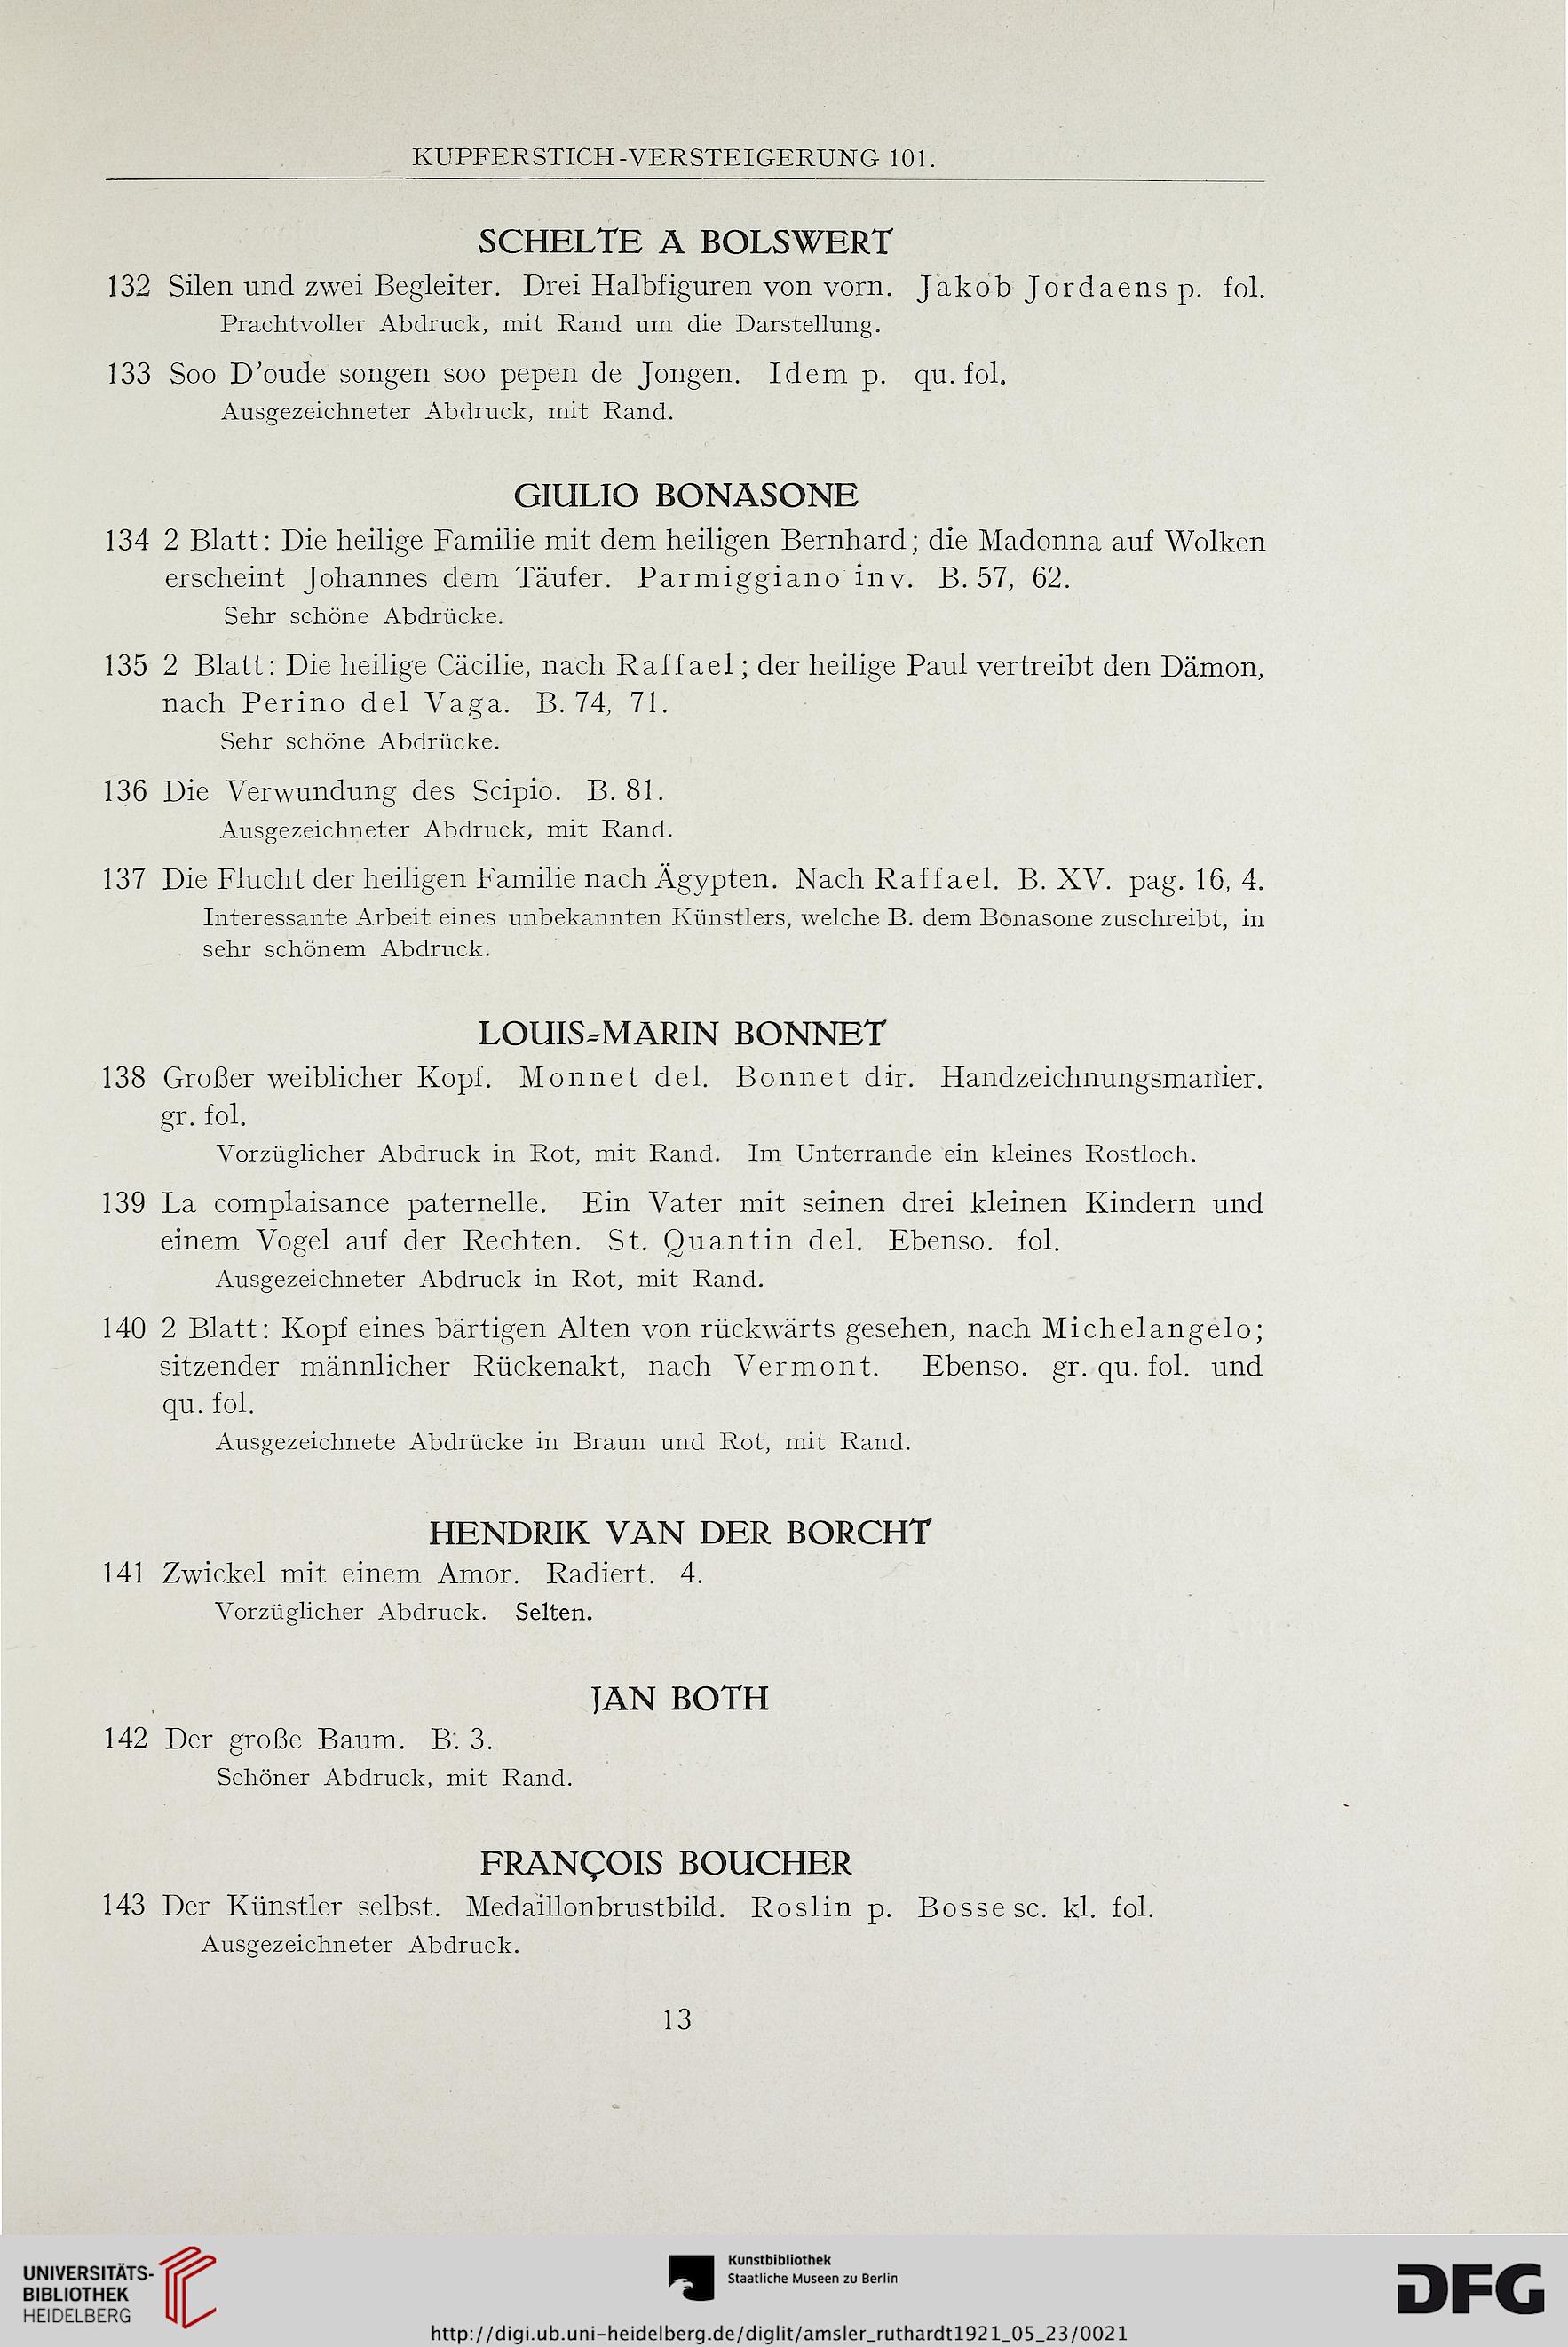 KUPFERSTICH-VERSTEIGERUNG 101.
SCHELTE A BOLSWERT
132 Silen und zwei Begleiter. Drei Halbfiguren von vorn. Jakob Jordaens p. fol.
Prachtvoller Abdruck, mit Rand um die Darstellung.
133 Soo D'oude songen soo pepen de Jongen. Idem p. qu. fol.
Ausgezeichneter Abdruck, mit Rand.
GIULIO BONASONE
134 2 Blatt: Die heilige Familie mit dem heiligen Bernhard; die Madonna auf Wolken
erscheint Johannes dem Täufer. Parmiggiano inv. B. 57, 62.
Sehr schöne Abdrücke.
135 2 Blatt: Die heilige Cäcilie, nach Raffael; der heilige Paul vertreibt den Dämon,
nach Perino del Vaga. B. 74, 71.
Sehr schöne Abdrücke.
136 Die Verwundung des Scipio. B. 81.
Ausgezeichneter Abdruck, mit Rand.
137 Die Flucht der heiligen Familie nach Ägypten. Nach Raffael. B. XV. pag. 16, 4.
Interessante Arbeit eines unbekannten Künstlers, welche B. dem Bonasone zuschreibt, in
sehr schönem Abdruck.
LOUIS-MARIN BONNET
138 Großer weiblicher Kopf. Monnet del. Bonnet dir. Handzeichnungsmanier.
gr. fol.
Vorzüglicher Abdruck in Rot, mit Rand. Im Unterrande ein kleines Rostloch.
139 La complaisance paternelle. Ein Vater mit seinen drei kleinen Kindern und
einem Vogel auf der Rechten. St. Quantin del. Ebenso. fol.
Ausgezeichneter Abdruck in Rot, mit Rand.
140 2 Blatt: Kopf eines bärtigen Alten von rückwärts gesehen, nach Michelangelo;
sitzender männlicher Rückenakt, nach Vermont. Ebenso. gr. qu. fol. und
qu. fol.
Ausgezeichnete Abdrücke in Braun und Rot, mit Rand.
HENDRIK VAN DER BORCHT
141 Zwickel mit einem Amor. Radiert. 4.
Vorzüglicher Abdruck. Selten.
JAN BOTH
142 Der große Baum. B. 3.
Schöner Abdruck, mit Rand.
FRANÇOIS BOUCHER
143 Der Künstler selbst. Medaillonbrustbild. Roslin p. Bosse sc. kl. fol.
Ausgezeichneter Abdruck.
13
UNIVERSITÄTS-
BIBLIOTHEK
HEIDELBERG
Kunstbibliothek
Staatliche Museen zu Berlin
DFG
http://digi.ub.uni-heidelberg.de/diglit/amsler_ruthardt1921_05_23/0021